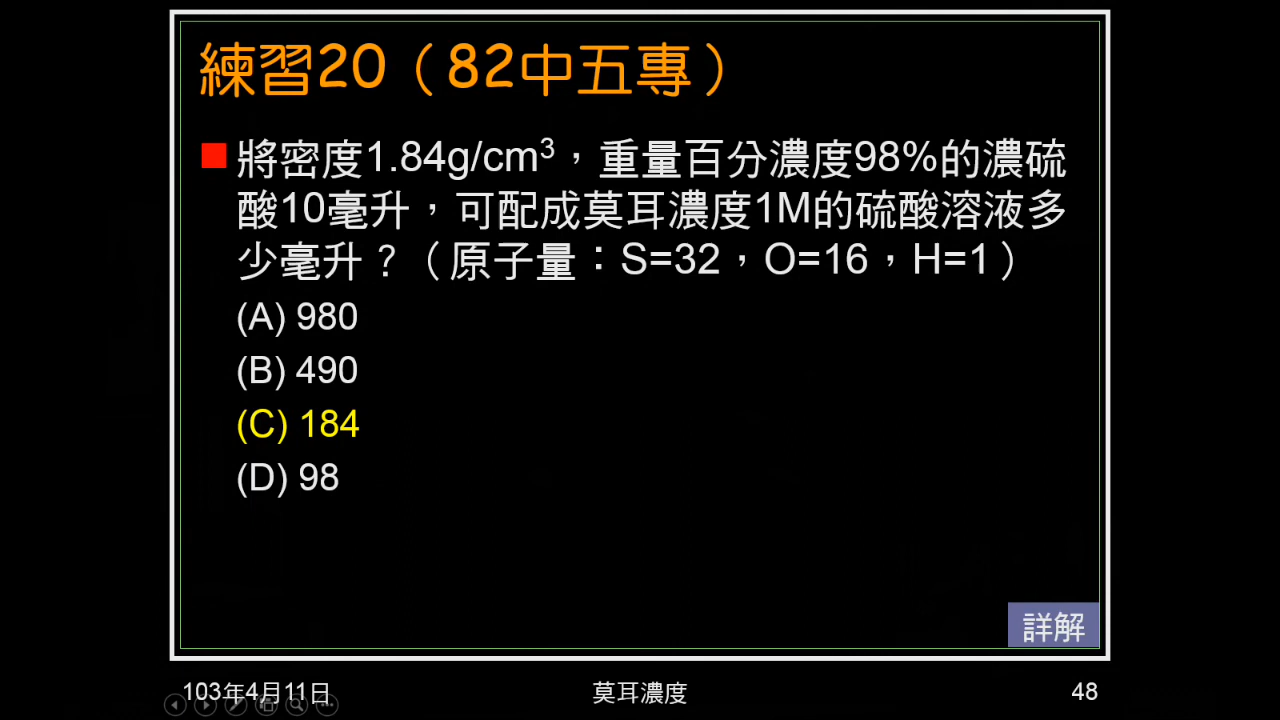 練習20（82中五專）
將密度1.84g/cm³，重量百分濃度98%的濃硫
酸10毫升，可配成莫耳濃度1M的硫酸溶液多
少毫升？（原子量：S=32，O=16，H=1）
(A) 980
(B) 490
(C) 184
(D) 98
詳解
103年4月11日
莫耳濃度
48